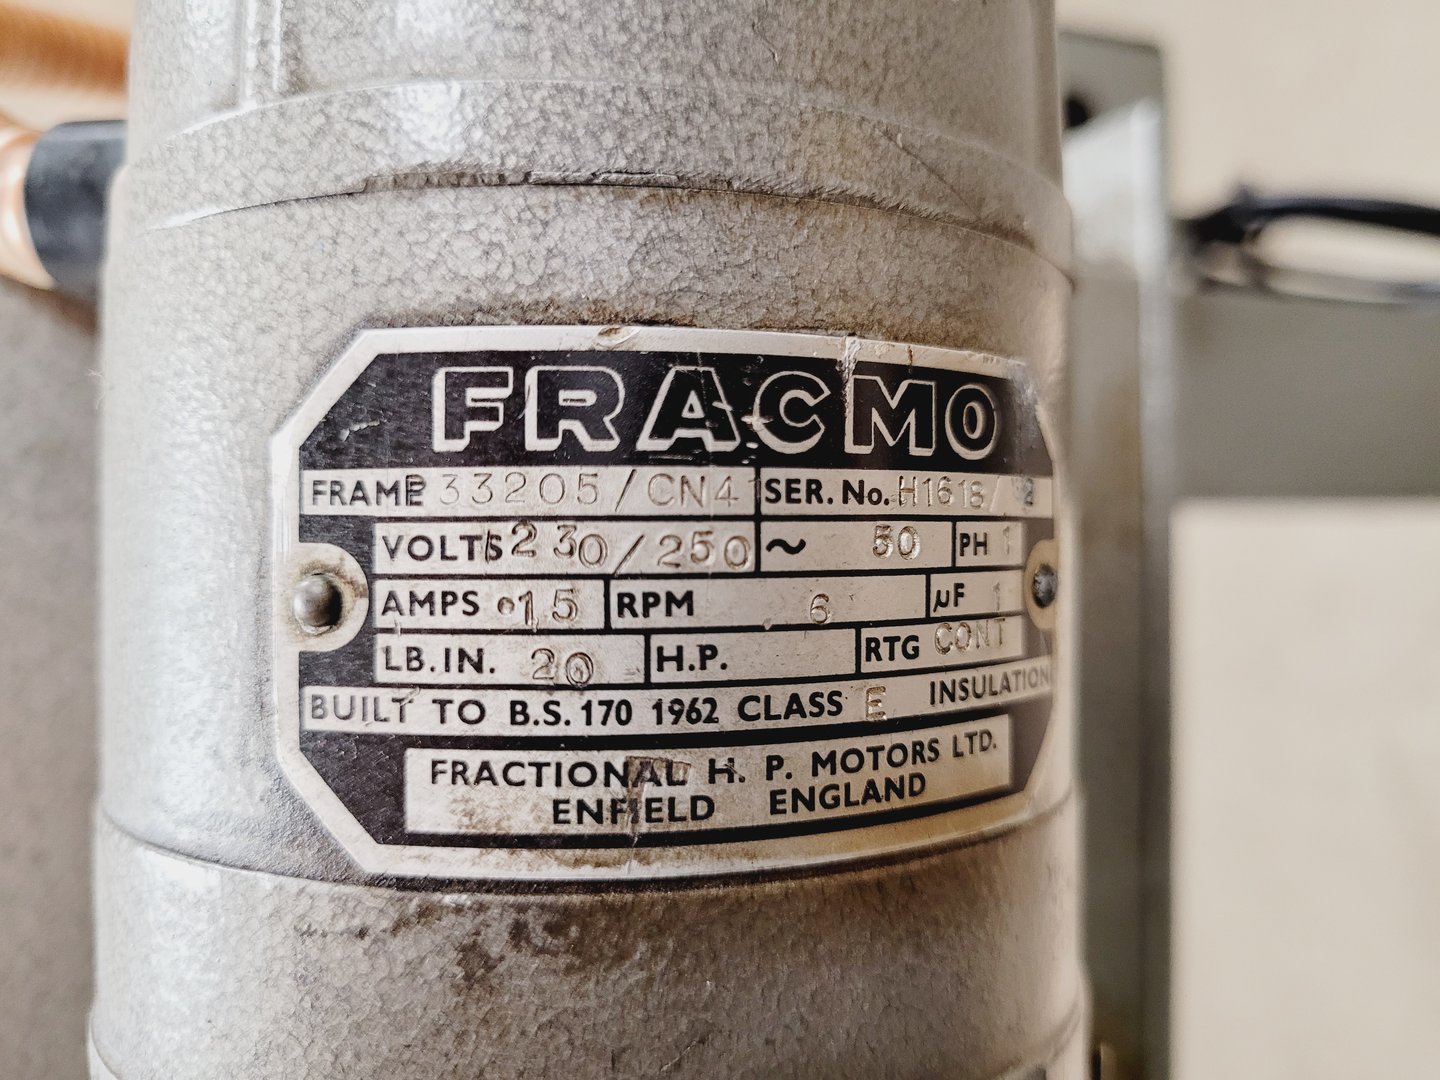 FRACMO
FRAME 33205/CN4 SER. No. H1618/
VOLTS 230/250 ~ 50 PH 1
AMPS .15 RPM 6 µF 1
LB.IN. 20 H.P. RTG CONT
BUILT TO B.S. 170 1962 CLASS E INSULATION
FRACTIONAL H. P. MOTORS LTD.
ENFIELD ENGLAND